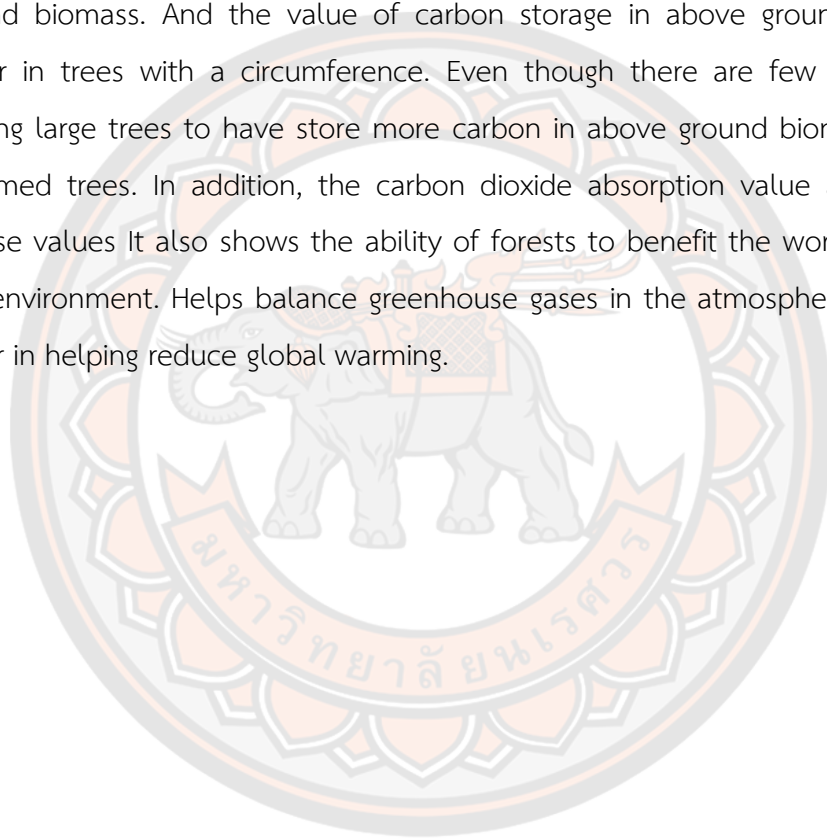 d biomass. And the value of carbon storage in above groun
r in trees with a circumference. Even though there are few
ng large trees to have store more carbon in above ground bion
med trees. In addition, the carbon dioxide absorption value
se values It also shows the ability of forests to benefit the wor
environment. Helps balance greenhouse gases in the atmosphe
r in helping reduce global warming.
มหาวิทยาลัยนเรศวร